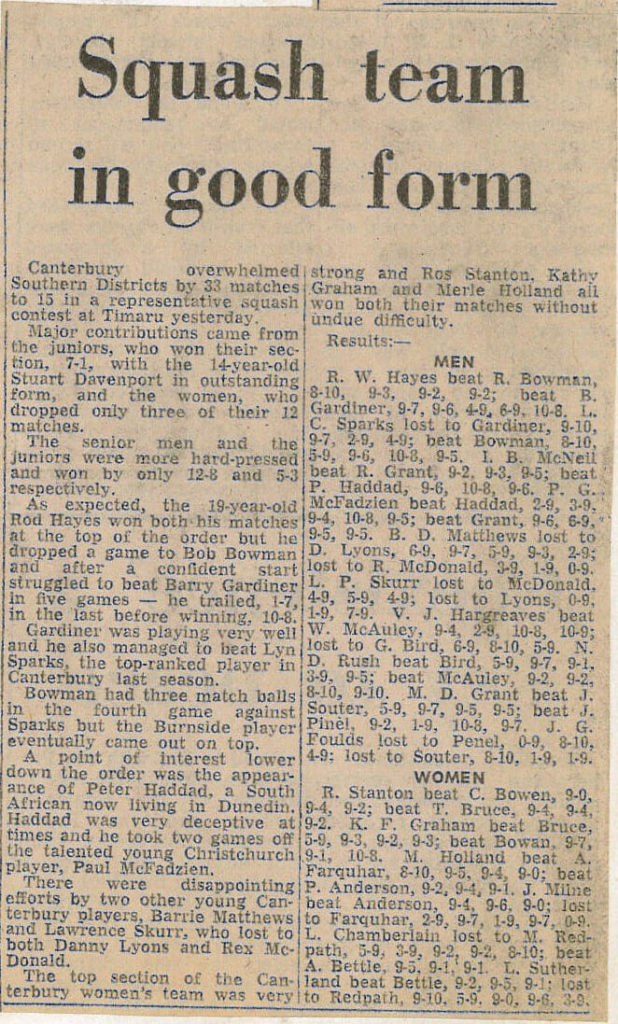 Squash team
in good form
Canterbury overwhelmed
Southern Districts by 33 matches
to 15 in a representative squash
contest at Timaru yesterday.
Major contributions came from
the juniors, who won their sec-
tion, 7-1, with the 14-year-old
Stuart Davenport in outstanding
form, and the women, who
dropped only three of their 12
matches.
The senior men and the
juniors were more hard-pressed
and won by only 12-8 and 5-3
respectively.
As expected, the 19-year-old
Rod Hayes won both his matches
at the top of the order but he
dropped a game to Bob Bowman
and after a confident start
struggled to beat Barry Gardiner
in five games — he trailed, 1-7,
in the last before winning, 10-8.
Gardiner was playing very well
and he also managed to beat Lyn
Sparks, the top-ranked player in
Canterbury last season.
Bowman had three match balls
in the fourth game against
Sparks but the Burnside player
eventually came out on top.
A point of interest lower
down the order was the appear-
ance of Peter Haddad, a South
African now living in Dunedin.
Haddad was very deceptive at
times and he took two games off
the talented young Christchurch
player, Paul McFadzien.
There were disappointing
efforts by two other young Can-
terbury players, Barrie Matthews
and Lawrence Skurr, who lost to
both Danny Lyons and Rex Mc-
Donald.
The top section of the Can-
terbury women's team was very
strong and Ros Stanton, Kathy
Graham and Merle Holland all
won both their matches without
undue difficulty.
Results:—
MEN
R. W. Hayes beat R. Bowman,
8-10, 9-3, 9-2, 9-2; beat B.
Gardiner, 9-7, 9-6, 4-9, 6-9, 10-8. L.
C. Sparks lost to Gardiner, 9-10,
9-7, 2-9, 4-9; beat Bowman, 8-10,
5-9, 9-6, 10-8, 9-5. I. B. McNeil
beat R. Grant, 9-2, 9-3, 9-5; beat
P. Haddad, 9-6, 10-8, 9-6. P. G.
McFadzien beat Haddad, 2-9, 3-9,
9-4, 10-8, 9-5; beat Grant, 9-6, 6-9,
9-5, 9-5. B. D. Matthews lost to
D. Lyons, 6-9, 9-7, 5-9, 9-3, 2-9;
lost to R. McDonald, 3-9, 1-9, 0-9.
L. P. Skurr lost to McDonald,
4-9, 5-9, 4-9; lost to Lyons, 0-9,
1-9, 7-9. V. J. Hargreaves beat
W. McAuley, 9-4, 2-9, 10-8, 10-9;
lost to G. Bird, 6-9, 8-10, 5-9. N.
D. Rush beat Bird, 5-9, 9-7, 9-1,
3-9, 9-5; beat McAuley, 9-2, 9-2,
8-10, 9-10. M. D. Grant beat J.
Souter, 5-9, 9-7, 9-5, 9-5; beat J.
Pinel, 9-2, 1-9, 10-8, 9-7. J. G.
Foulds lost to Penel, 0-9, 8-10,
4-9; lost to Souter, 8-10, 1-9, 1-9.
WOMEN
R. Stanton beat C. Bowen, 9-0,
9-4, 9-2; beat T. Bruce, 9-4, 9-4,
9-2. K. F. Graham beat Bruce,
5-9, 9-3, 9-2, 9-3; beat Bowan, 9-7,
9-1, 10-8. M. Holland beat A.
Farquhar, 8-10, 9-5, 9-4, 9-0; beat
P. Anderson, 9-2, 9-4, 9-1. J. Milne
beat Anderson, 9-4, 9-6, 9-0; lost
to Farquhar, 2-9, 9-7, 1-9, 9-7, 0-9.
L. Chamberlain lost to M. Red-
path, 5-9, 3-9, 9-2, 9-2, 8-10; beat
A. Bettle, 9-5, 9-1, 9-1. L. Suther-
land beat Bettle, 9-2, 9-5, 9-1; lost
to Redpath, 9-10, 5-9, 9-0, 9-6, 3-9.